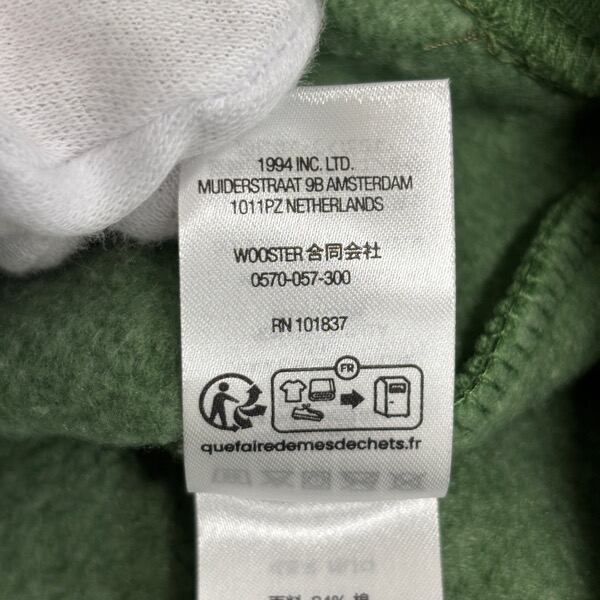 1994 INC. LTD.
MUIDERSTRAAT 9B AMSTERDAM
1011PZ NETHERLANDS
WOOSTER 合同会社
0570-057-300
RN 101837
FR
quefairedemesdechets.fr